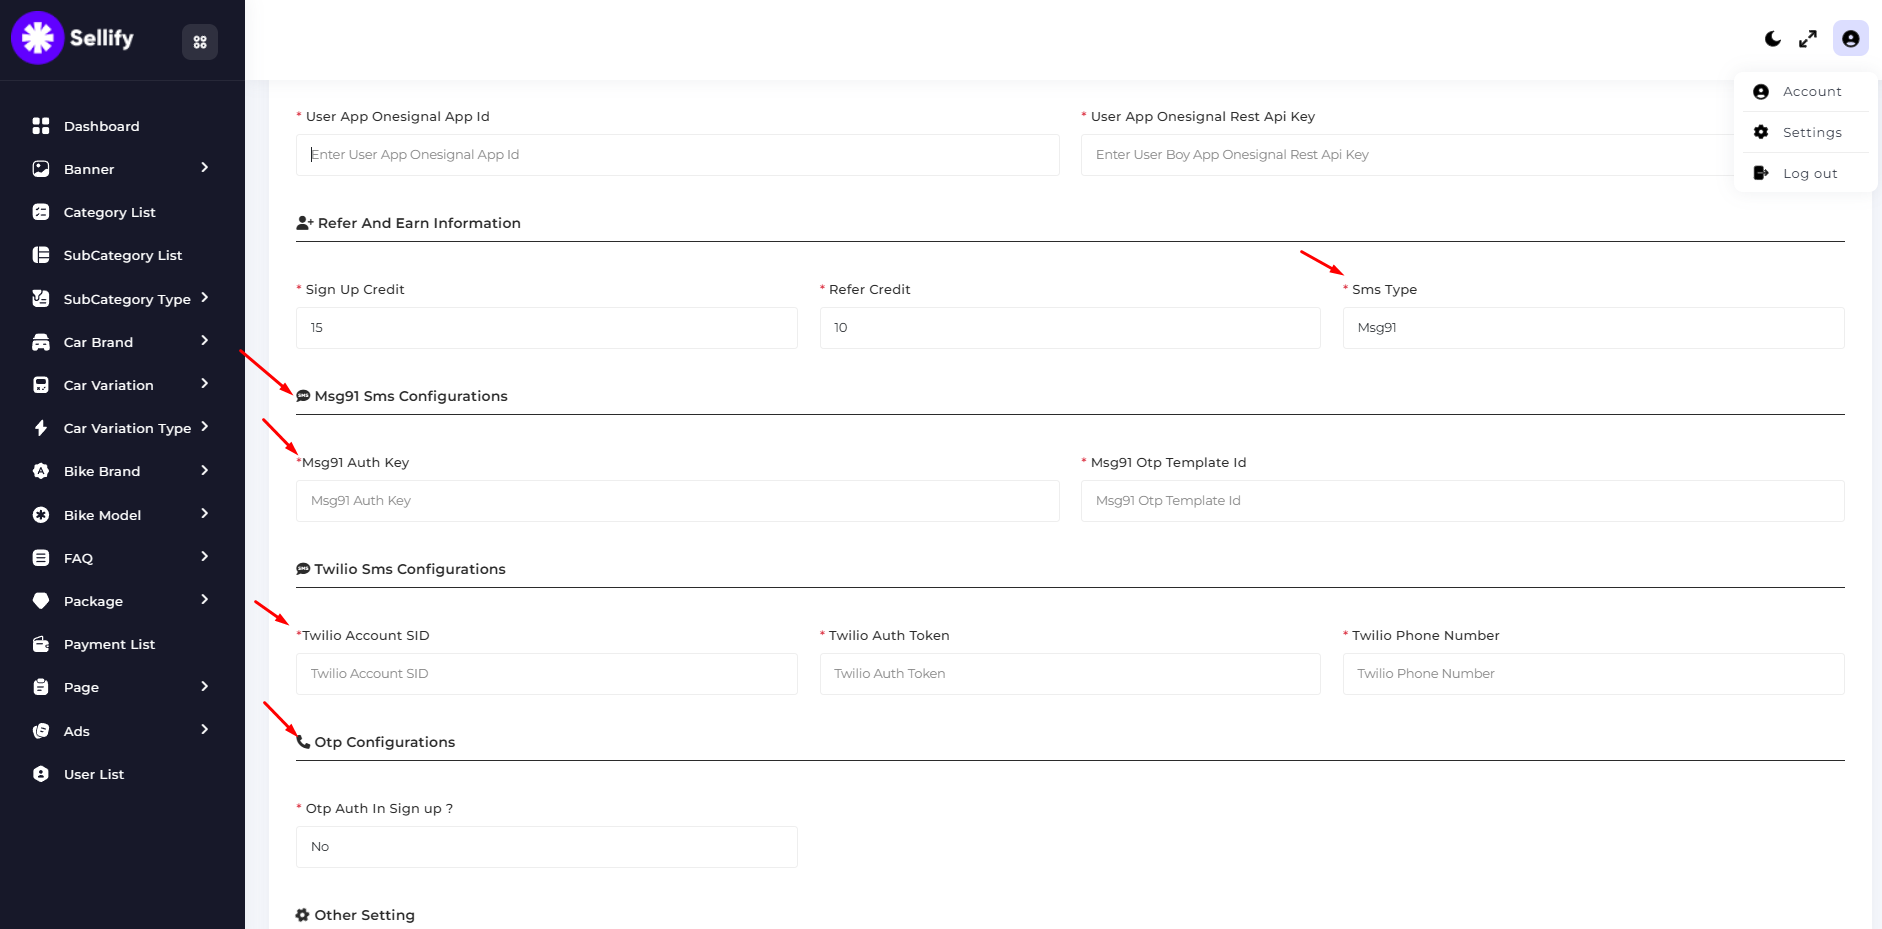 Sellify
Dashboard
Banner
Category List
SubCategory List
SubCategory Type
Car Brand
Car Variation
Car Variation Type
Bike Brand
Bike Model
FAQ
Package
Payment List
Page
Ads
User List
Account
Settings
Log out
* User App Onesignal App Id
* User App Onesignal Rest Api Key
Enter User App Onesignal App Id
Enter User Boy App Onesignal Rest Api Key
Refer And Earn Information
* Sign Up Credit
* Refer Credit
* Sms Type
15
10
Msg91
Msg91 Sms Configurations
*Msg91 Auth Key
* Msg91 Otp Template Id
Msg91 Auth Key
Msg91 Otp Template Id
Twilio Sms Configurations
*Twilio Account SID
* Twilio Auth Token
* Twilio Phone Number
Twilio Account SID
Twilio Auth Token
Twilio Phone Number
Otp Configurations
* Otp Auth In Sign up ?
No
Other Setting